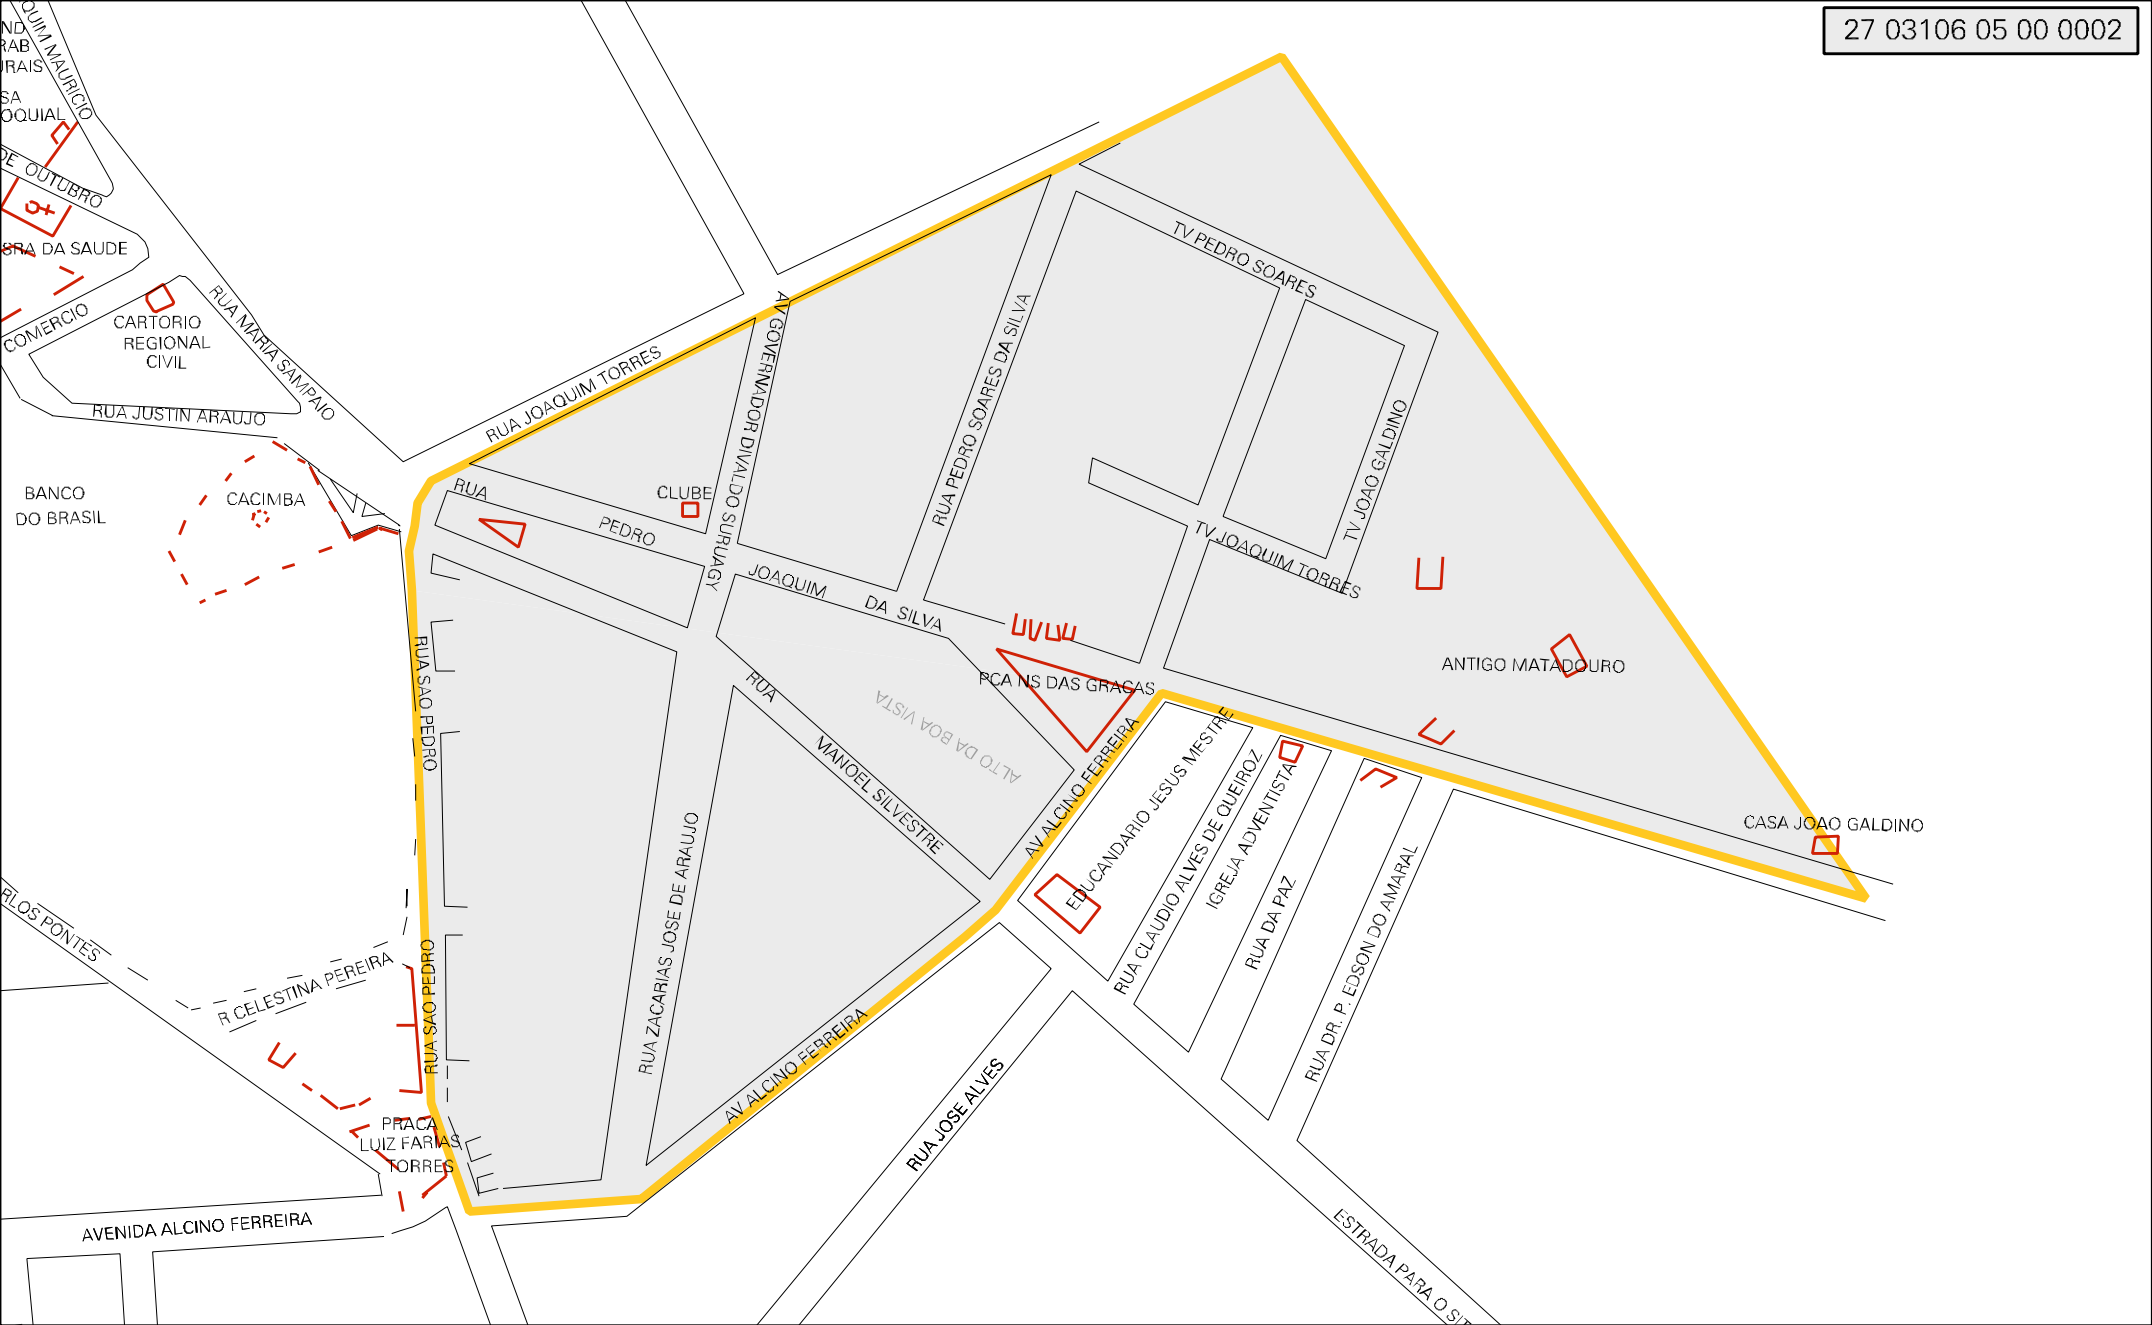 27 03106 05 00 0002
QUIM MAURICIO
ND
RAB
URAIS
SA
OQUIAL
DE OUTUBRO
SRA DA SAUDE
COMERCIO
CARTORIO
REGIONAL
CIVIL
RUA MARIA SAMPAIO
RUA JUSTIN ARAUJO
BANCO
DO BRASIL
CACIMBA
RUA JOAQUIM TORRES
AV GOVERNADOR DIVALDO SURUAGY
RUA PEDRO JOAQUIM DA SILVA
CLUBE
RUA PEDRO SOARES DA SILVA
TV PEDRO SOARES
TV JOAO GALDINO
TV JOAQUIM TORRES
ANTIGO MATADOURO
PCA NS DAS GRACAS
ALTO DA BOA VISTA
RUA MANOEL SILVESTRE
RUA SAO PEDRO
RUA SAO PEDRO
RUA ZACARIAS JOSE DE ARAUJO
AV ALCINO FERREIRA
AV ALCINO FERREIRA
EDUCANDARIO JESUS MESTRE
RUA CLAUDIO ALVES DE QUEIROZ
IGREJA ADVENTISTA
RUA DA PAZ
RUA DR. P. EDSON DO AMARAL
CASA JOAO GALDINO
RLOS PONTES
R CELESTINA PEREIRA
PRACA
LUIZ FARIAS
TORRES
AVENIDA ALCINO FERREIRA
RUA JOSE ALVES
ESTRADA PARA O SIT